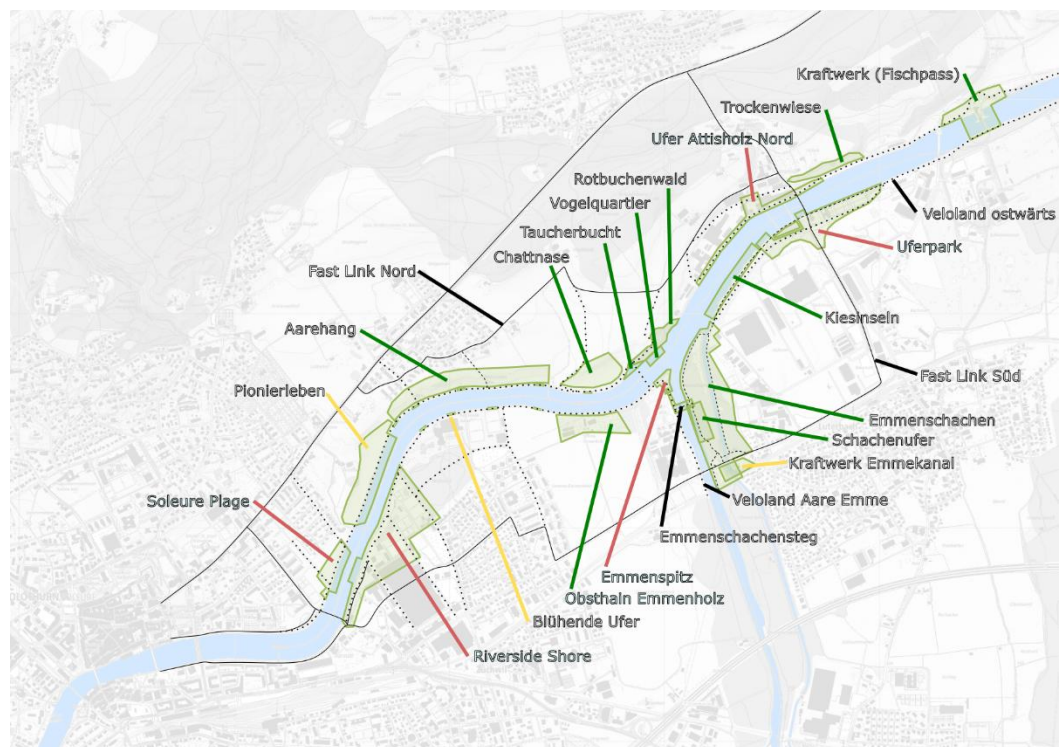 Kraftwerk (Fischpass)
Trockenwiese
Ufer Attisholz Nord
Rotbuchenwald
Vogelquartier
Taucherbucht
Chattnase
Fast Link Nord
Aarehang
Pionierleben
Soleure Plage
Veloland ostwärts
Uferpark
Kiesinseln
Fast Link Süd
Emmenschachen
Schachenufer
Kraftwerk Emmekanal
Veloland Aare Emme
Emmenschachensteg
Emmenspitz
Obsthain Emmenholz
Blühende Ufer
Riverside Shore